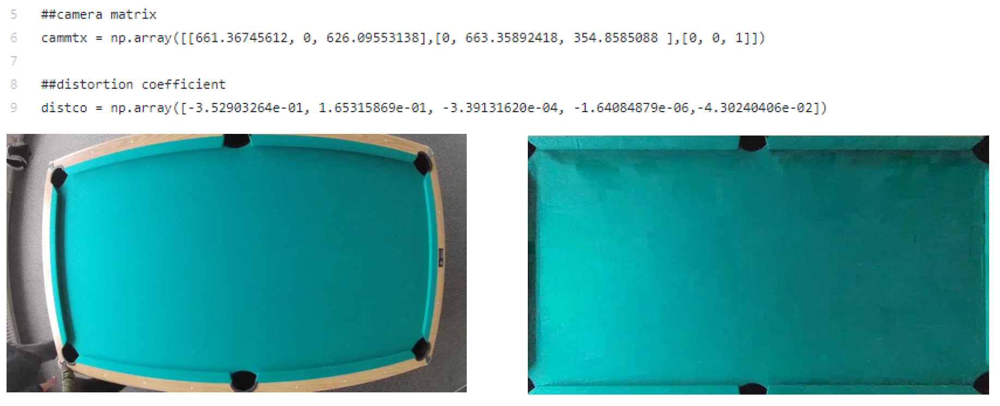 5 ##camera matrix
6 cammtx = np.array([[661.36745612, 0, 626.09553138],[0, 663.35892418, 354.8585088 ],[0, 0, 1]])
7
8 ##distortion coefficient
9 distco = np.array([-3.52903264e-01, 1.65315869e-01, -3.39131620e-04, -1.64084879e-06,-4.30240406e-02])